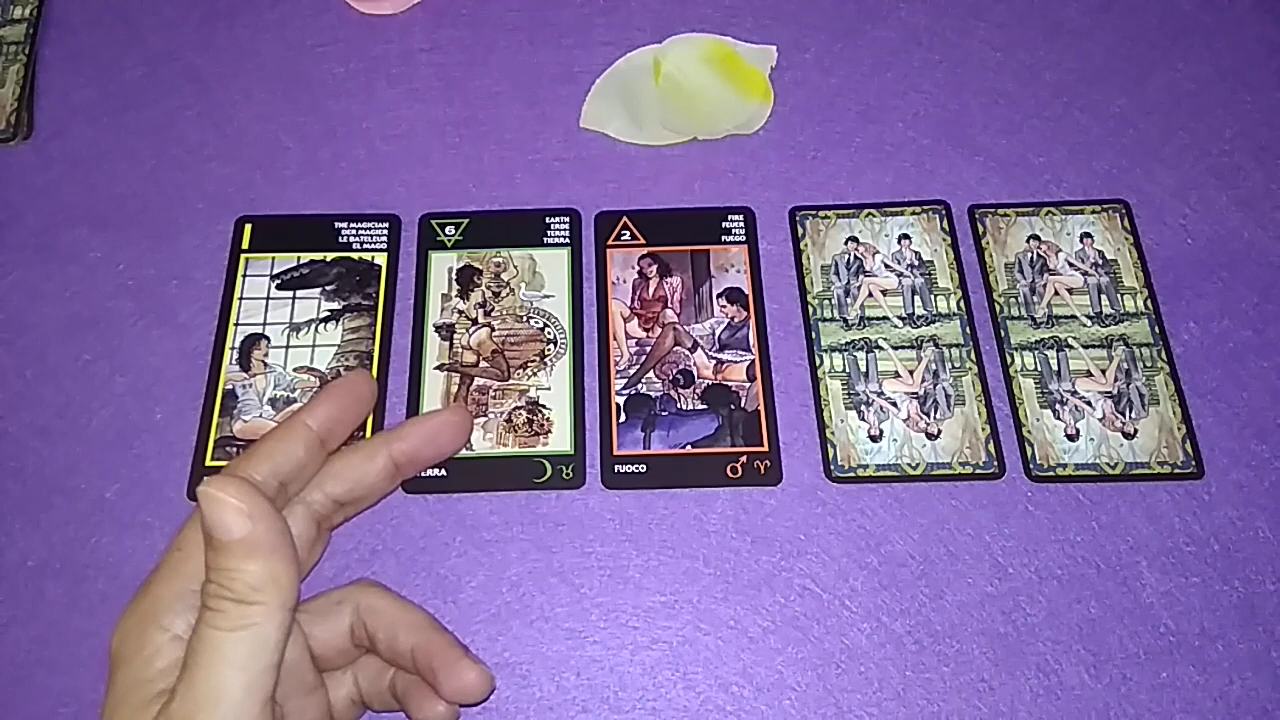 THE MAGICIAN
DER MAGIER
LE BATELEUR
EL MAGO
6
EARTH
ERDE
TERRE
TIERRA
2
FIRE
FEUER
FEU
FUEGO
TERRA
FUOCO